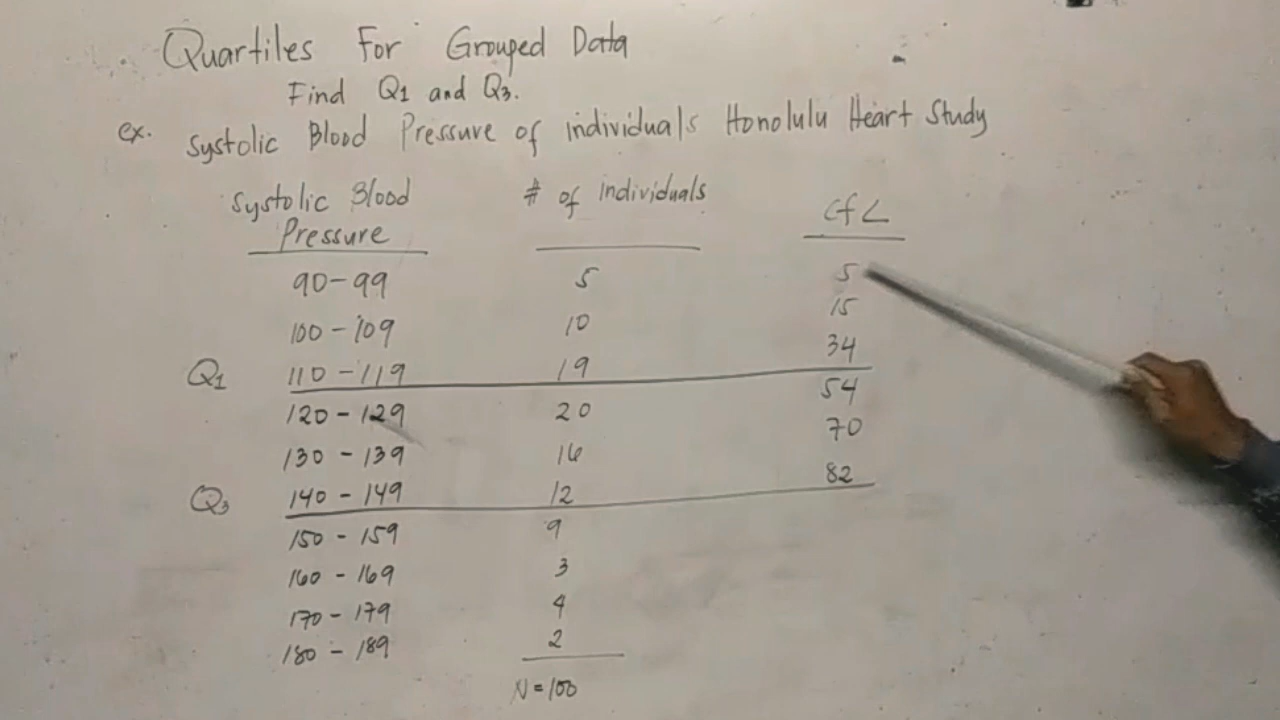 Quartiles For Grouped Data
Find Q1 and Q3.
ex. Systolic Blood Pressure of individuals Honolulu Heart Study
Systolic Blood Pressure # of individuals cf<
90-99 5 5
100-109 10 15
Q1 110-119 19 34
120-129 20 54
130-139 16 70
Q3 140-149 12 82
150-159 9
160-169 3
170-179 4
180-189 2
N=100